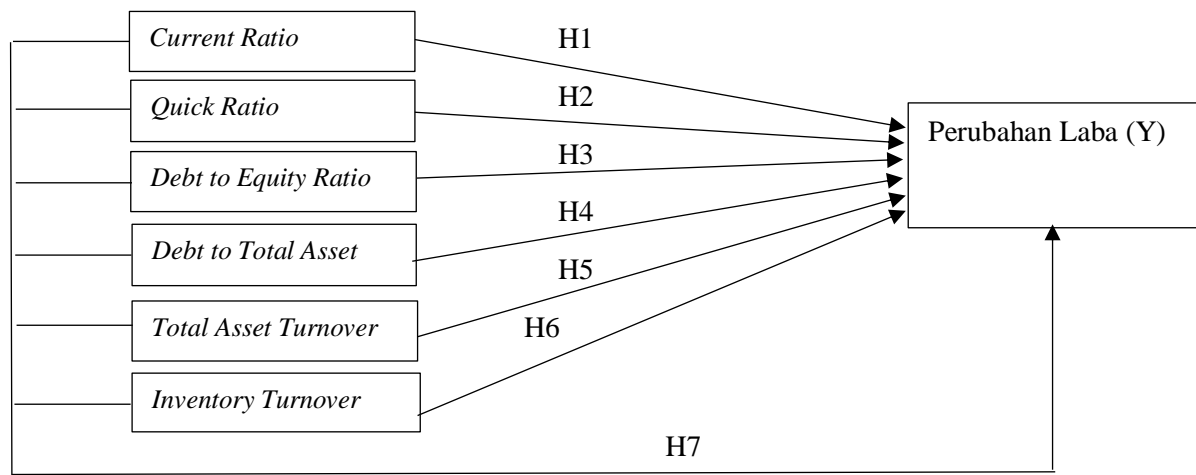 Current Ratio
H1
Quick Ratio
H2
Perubahan Laba (Y)
Debt to Equity Ratio
H3
Debt to Total Asset
H4
H5
Total Asset Turnover
H6
Inventory Turnover
H7